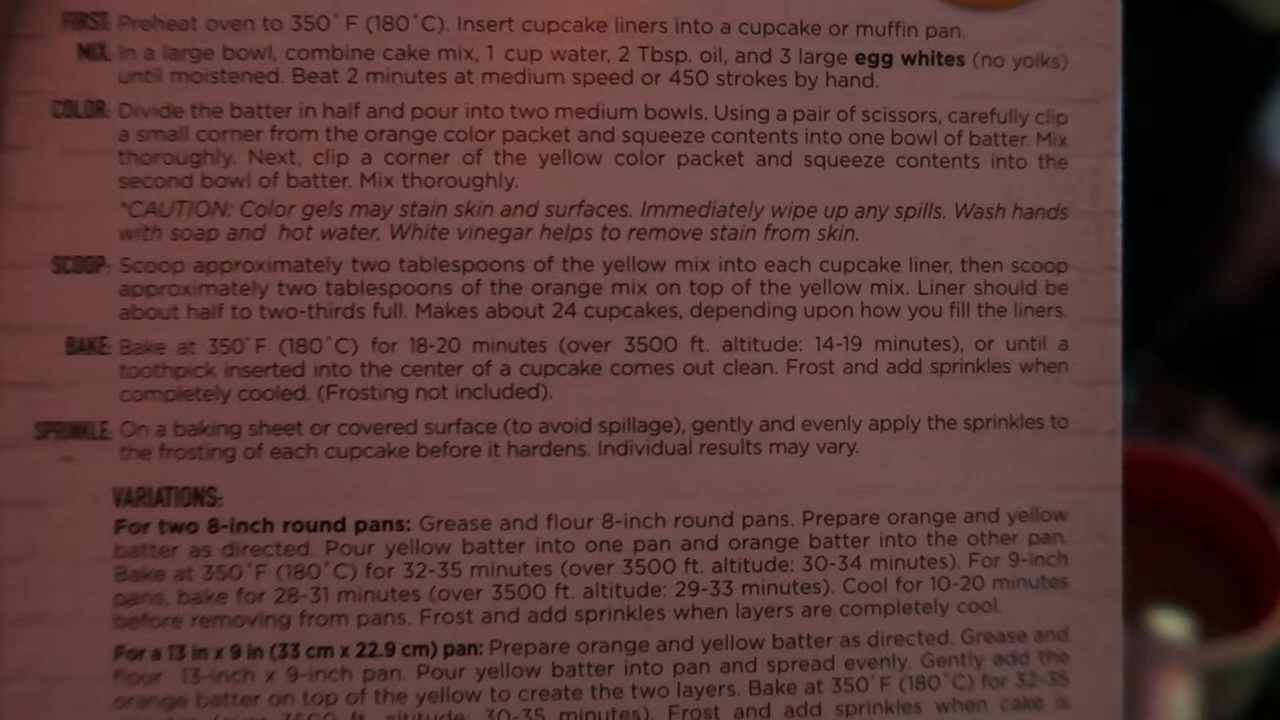 FIRST: Preheat oven to 350˚F (180˚C). Insert cupcake liners into a cupcake or muffin pan.
MIX: In a large bowl, combine cake mix, 1 cup water, 2 Tbsp. oil, and 3 large egg whites (no yolks)
until moistened. Beat 2 minutes at medium speed or 450 strokes by hand.
COLOR: Divide the batter in half and pour into two medium bowls. Using a pair of scissors, carefully clip
a small corner from the orange color packet and squeeze contents into one bowl of batter. Mix
thoroughly. Next, clip a corner of the yellow color packet and squeeze contents into the
second bowl of batter. Mix thoroughly.
*CAUTION: Color gels may stain skin and surfaces. Immediately wipe up any spills. Wash hands
with soap and hot water. White vinegar helps to remove stain from skin.
SCOOP: Scoop approximately two tablespoons of the yellow mix into each cupcake liner, then scoop
approximately two tablespoons of the orange mix on top of the yellow mix. Liner should be
about half to two-thirds full. Makes about 24 cupcakes, depending upon how you fill the liners.
BAKE: Bake at 350˚F (180˚C) for 18-20 minutes (over 3500 ft. altitude: 14-19 minutes), or until a
toothpick inserted into the center of a cupcake comes out clean. Frost and add sprinkles when
completely cooled. (Frosting not included).
SPRINKLE: On a baking sheet or covered surface (to avoid spillage), gently and evenly apply the sprinkles to
the frosting of each cupcake before it hardens. Individual results may vary.
VARIATIONS:
For two 8-inch round pans: Grease and flour 8-inch round pans. Prepare orange and yellow
batter as directed. Pour yellow batter into one pan and orange batter into the other pan.
Bake at 350˚F (180˚C) for 32-35 minutes (over 3500 ft. altitude: 30-34 minutes). For 9-inch
pans, bake for 28-31 minutes (over 3500 ft. altitude: 29-33 minutes). Cool for 10-20 minutes
before removing from pans. Frost and add sprinkles when layers are completely cool.
For a 13 in x 9 in (33 cm x 22.9 cm) pan: Prepare orange and yellow batter as directed. Grease and
flour 13-inch x 9-inch pan. Pour yellow batter into pan and spread evenly. Gently add the
orange batter on top of the yellow to create the two layers. Bake at 350˚F (180˚C) for 32-35
3500 ft. altitude: 30-35 minutes). Frost and add sprinkles when cake is